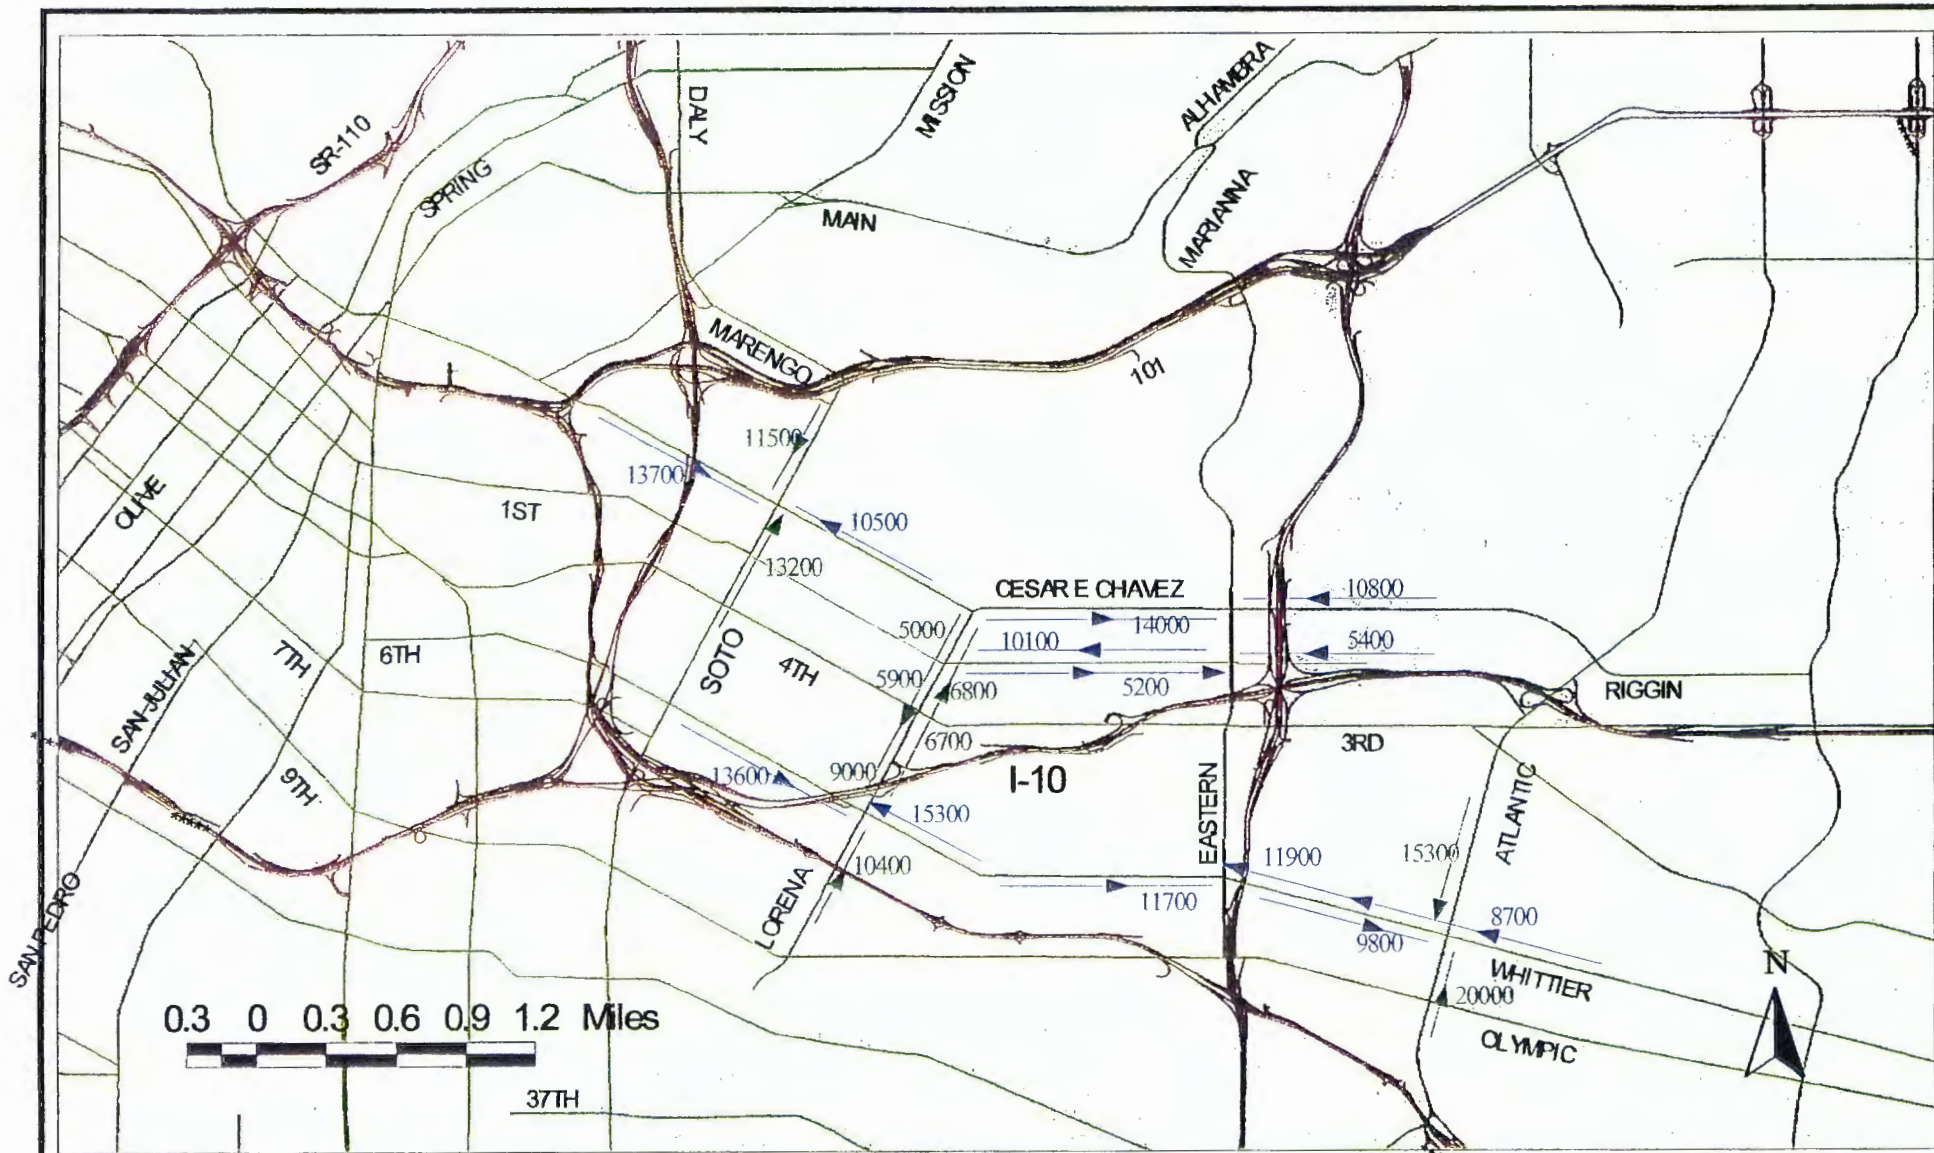 SR-110
SPRING
DALY
MISSION
ALHAMBRA
MARIANNA
MAIN
MARENGO
101
11500
13700
OLIVE
1ST
10500
13200
CESAR E CHAVEZ
10800
5000
14000
10100
5400
SOTO
4TH
5900
6800
5200
7TH
6TH
SAN JULIAN
RIGGIN
6700
3RD
9000
I-10
13600
9TH
15300
EASTERN
ATLANTIC
11900
15300
10400
LORENA
11700
8700
9800
SAN PEDRO
WHITTIER
N
20000
OLYMPIC
0.3 0 0.3 0.6 0.9 1.2 Miles
37TH